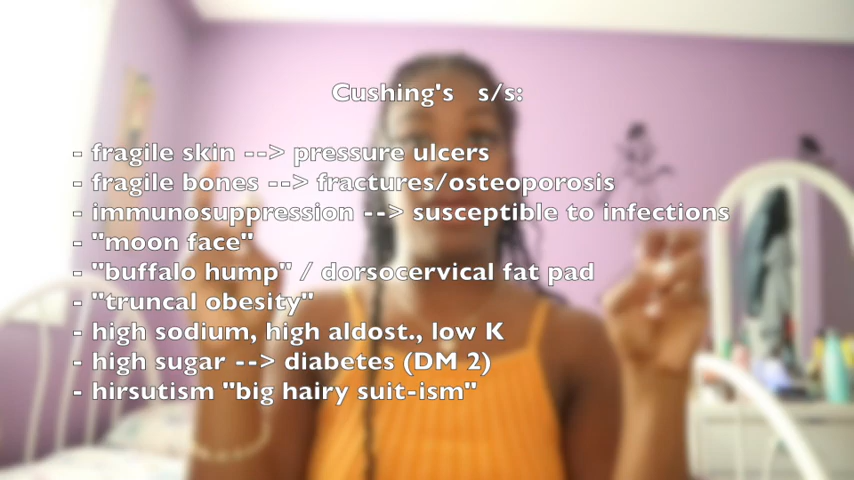 Cushing's s/s:
- fragile skin --> pressure ulcers
- fragile bones --> fractures/osteoporosis
- immunosuppression --> susceptible to infections
- "moon face"
- "buffalo hump" / dorsocervical fat pad
- "truncal obesity"
- high sodium, high aldost., low K
- high sugar --> diabetes (DM 2)
- hirsutism "big hairy suit-ism"